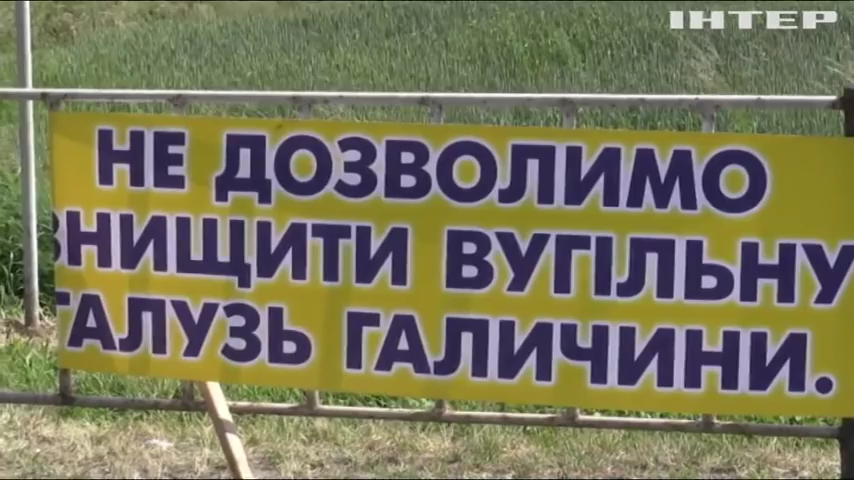 ІНТЕР
НЕ ДОЗВОЛИМО
ЗНИЩИТИ ВУГІЛЬНУ
ГАЛУЗЬ ГАЛИЧИНИ.